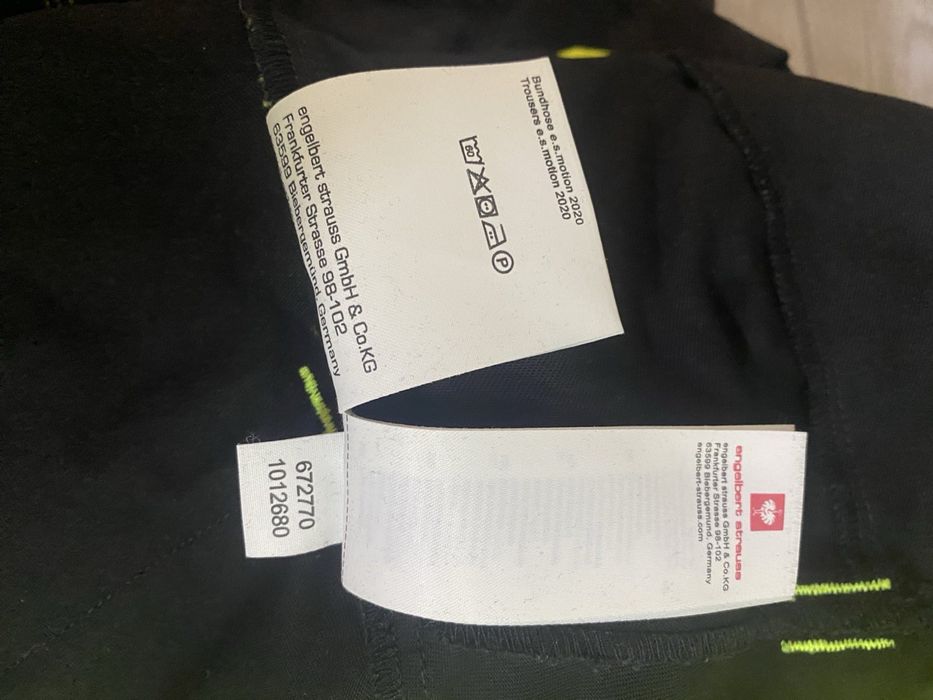 Bundhose e.s.motion 2020
Trousers e.s.motion 2020
60
P
engelbert strauss GmbH & Co.KG
Frankfurter Strasse 98-102
63599 Biebergemünd, Germany
engelbert strauss
engelbert strauss GmbH & Co.KG
Frankfurter Strasse 98-102
63599 Biebergemünd, Germany
engelbert-strauss.com
672770
1012680